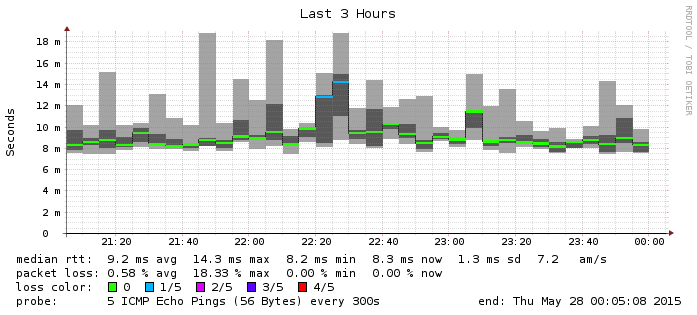 Last 3 Hours
RRDTOOL / TOBI OETIKER
Seconds
18 m
16 m
14 m
12 m
10 m
8 m
6 m
4 m
2 m
0
21:20 21:40 22:00 22:20 22:40 23:00 23:20 23:40 00:00
median rtt: 9.2 ms avg 14.3 ms max 8.2 ms min 8.3 ms now 1.3 ms sd 7.2 am/s
packet loss: 0.58 % avg 18.33 % max 0.00 % min 0.00 % now
loss color: 0 1/5 2/5 3/5 4/5
probe: 5 ICMP Echo Pings (56 Bytes) every 300s end: Thu May 28 00:05:08 2015